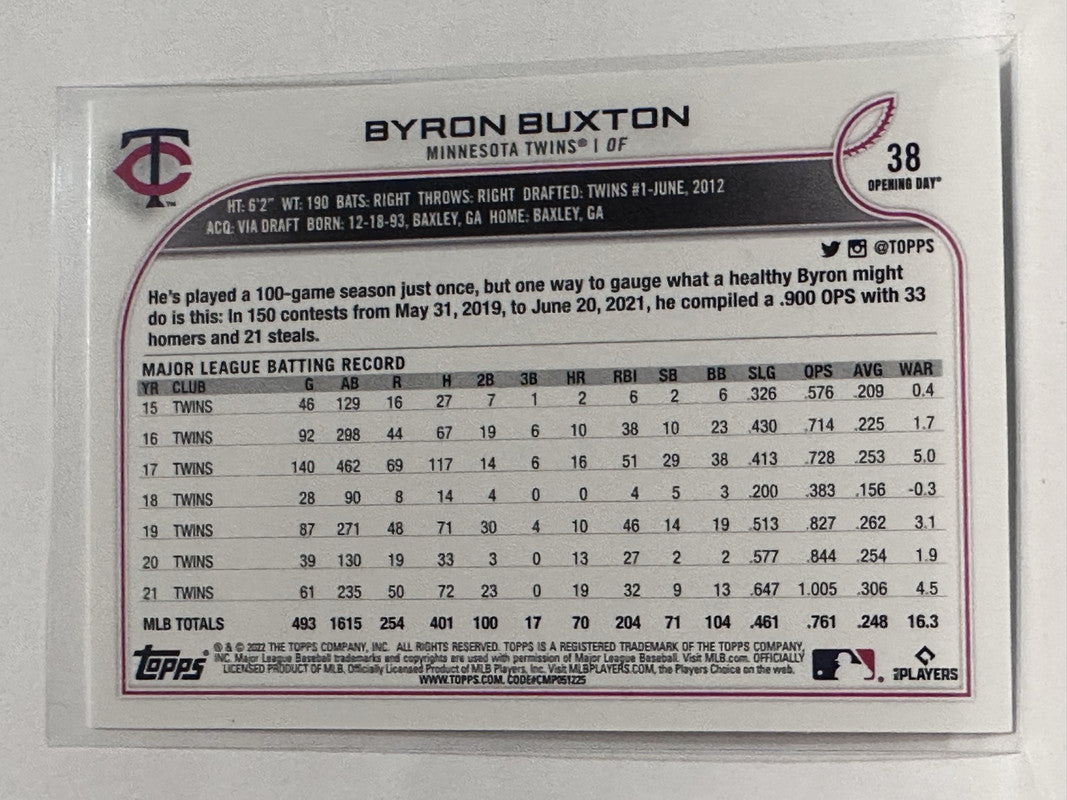 TC™
BYRON BUXTON
MINNESOTA TWINS® | OF
38
OPENING DAY®
HT: 6'2" WT: 190 BATS: RIGHT THROWS: RIGHT DRAFTED: TWINS #1-JUNE, 2012
ACQ: VIA DRAFT BORN: 12-18-93, BAXLEY, GA HOME: BAXLEY, GA
@TOPPS
He's played a 100-game season just once, but one way to gauge what a healthy Byron might
do is this: In 150 contests from May 31, 2019, to June 20, 2021, he compiled a .900 OPS with 33
homers and 21 steals.
MAJOR LEAGUE BATTING RECORD
YR CLUB G AB R H 2B 3B HR RBI SB BB SLG OPS AVG WAR
15 TWINS 46 129 16 27 7 1 2 6 2 6 .326 .576 .209 0.4
16 TWINS 92 298 44 67 19 6 10 38 10 23 .430 .714 .225 1.7
17 TWINS 140 462 69 117 14 6 16 51 29 38 .413 .728 .253 5.0
18 TWINS 28 90 8 14 4 0 0 4 5 3 .200 .383 .156 -0.3
19 TWINS 87 271 48 71 30 4 10 46 14 19 .513 .827 .262 3.1
20 TWINS 39 130 19 33 3 0 13 27 2 2 .577 .844 .254 1.9
21 TWINS 61 235 50 72 23 0 19 32 9 13 .647 1.005 .306 4.5
MLB TOTALS 493 1615 254 401 100 17 70 204 71 104 .461 .761 .248 16.3
Topps®
® & © 2022 THE TOPPS COMPANY, INC. ALL RIGHTS RESERVED. TOPPS IS A REGISTERED TRADEMARK OF THE TOPPS COMPANY,
INC. Major League Baseball trademarks and copyrights are used with permission of Major League Baseball. Visit MLB.com. OFFICIALLY
LICENSED PRODUCT OF MLB Players, Inc. Visit MLBPLAYERS.COM, the Players Choice on the web.
WWW.TOPPS.COM. CODE#CMP051225
MLBPLAYERS